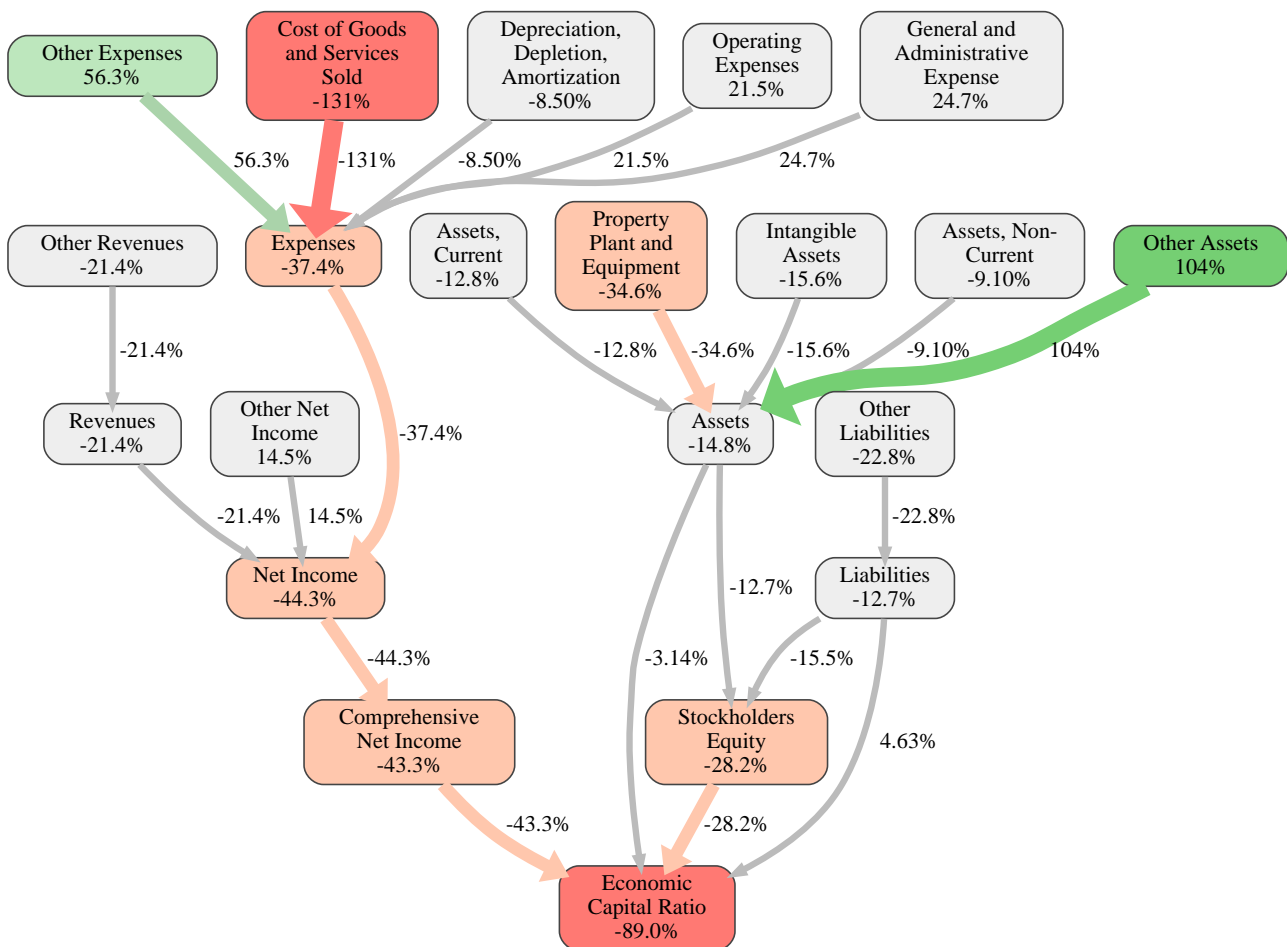 Other Expenses
56.3%
Cost of Goods
and Services
Sold
-131%
Depreciation,
Depletion,
Amortization
-8.50%
Operating
Expenses
21.5%
General and
Administrative
Expense
24.7%
56.3%
-131%
-8.50%
21.5%
24.7%
Other Revenues
-21.4%
Expenses
-37.4%
Assets,
Current
-12.8%
Property
Plant and
Equipment
-34.6%
Intangible
Assets
-15.6%
Assets, Non-
Current
-9.10%
Other Assets
104%
-21.4%
-12.8%
-34.6%
-15.6%
-9.10%
104%
Revenues
-21.4%
Other Net
Income
14.5%
-37.4%
Assets
-14.8%
Other
Liabilities
-22.8%
-21.4%
14.5%
-22.8%
Net Income
-44.3%
-12.7%
Liabilities
-12.7%
-44.3%
-3.14%
-15.5%
Comprehensive
Net Income
-43.3%
Stockholders
Equity
-28.2%
4.63%
-43.3%
-28.2%
Economic
Capital Ratio
-89.0%